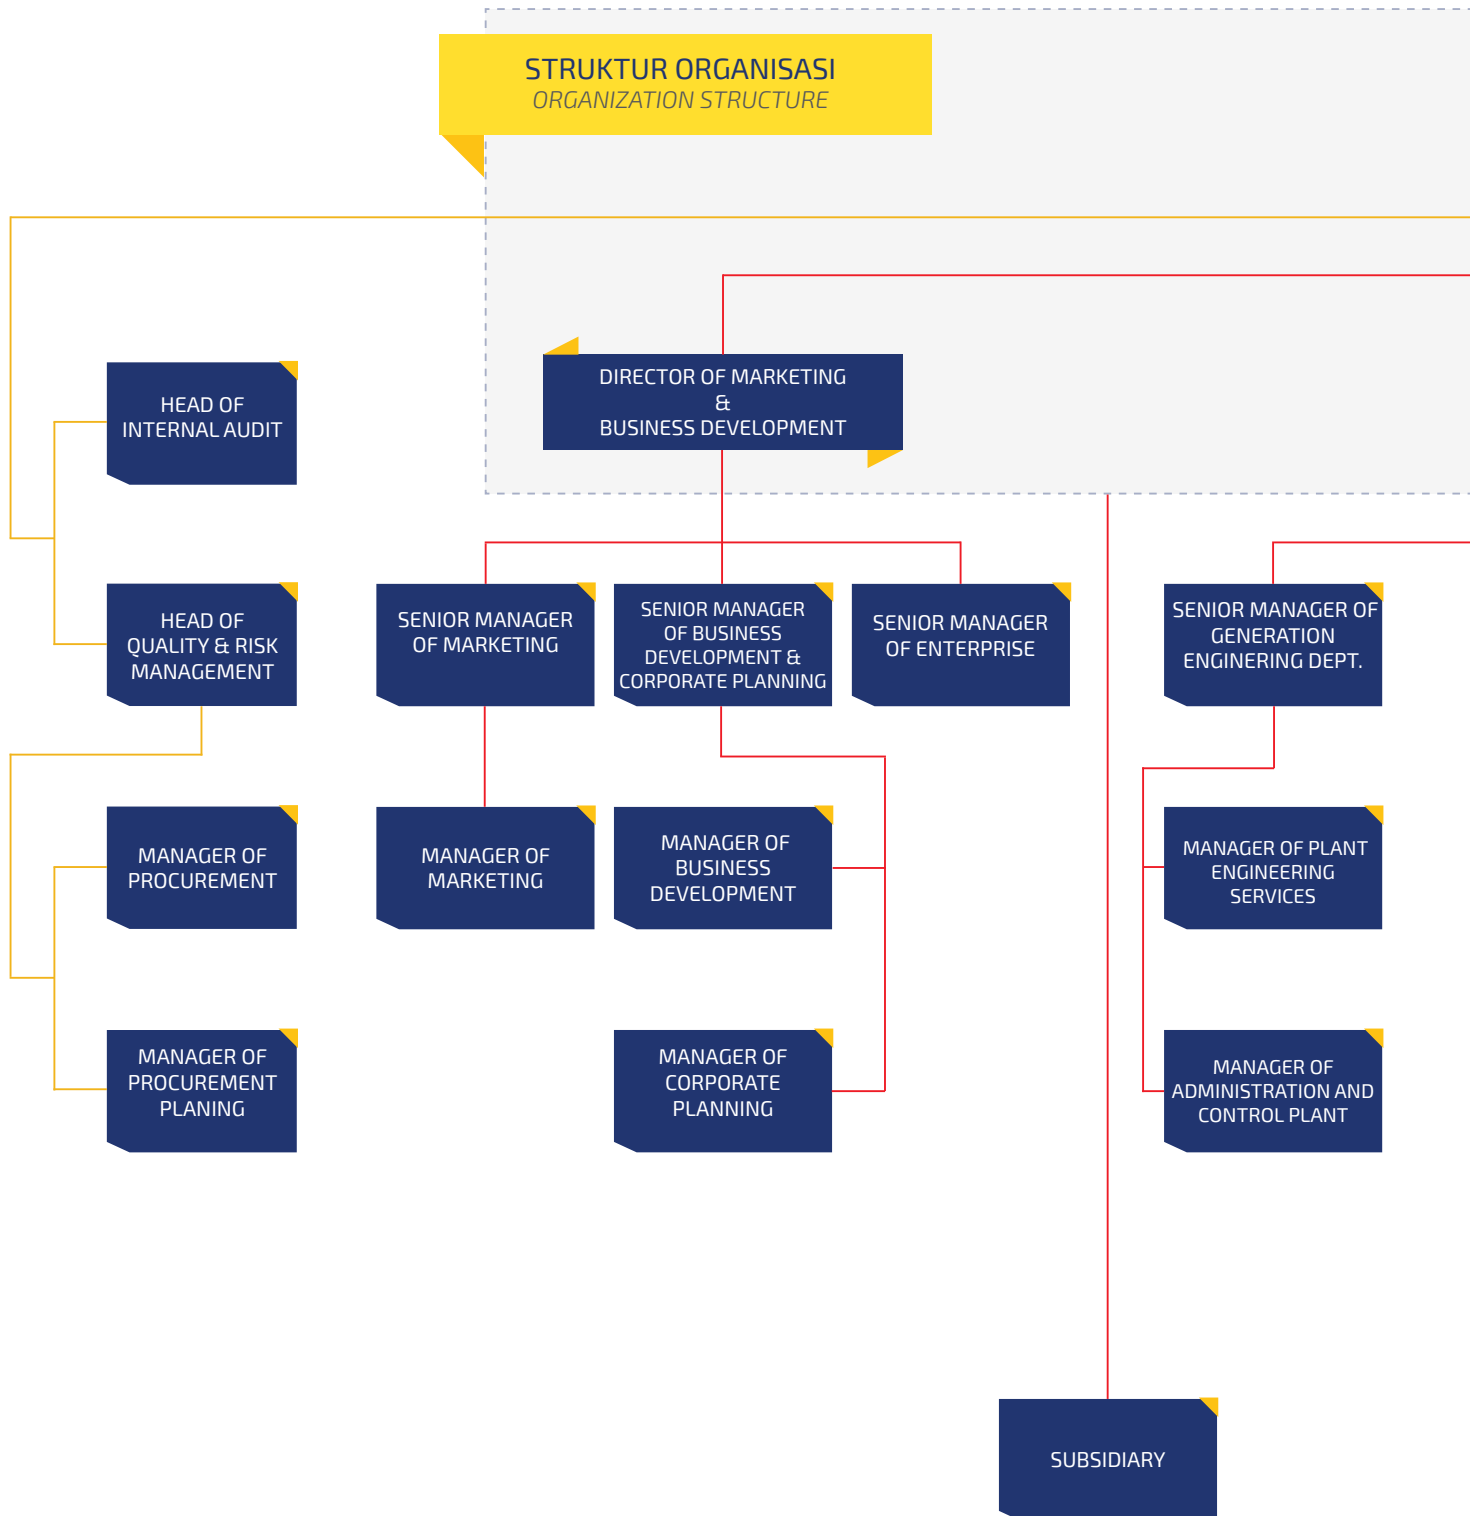 STRUKTUR ORGANISASI
ORGANIZATION STRUCTURE
DIRECTOR OF MARKETING
&
BUSINESS DEVELOPMENT
HEAD OF
INTERNAL AUDIT
HEAD OF
QUALITY & RISK
MANAGEMENT
SENIOR MANAGER
OF MARKETING
SENIOR MANAGER
OF BUSINESS
DEVELOPMENT &
CORPORATE PLANNING
SENIOR MANAGER
OF ENTERPRISE
SENIOR MANAGER OF
GENERATION
ENGINERING DEPT.
MANAGER OF
PROCUREMENT
MANAGER OF
MARKETING
MANAGER OF
BUSINESS
DEVELOPMENT
MANAGER OF PLANT
ENGINEERING
SERVICES
MANAGER OF
PROCUREMENT
PLANING
MANAGER OF
CORPORATE
PLANNING
MANAGER OF
ADMINISTRATION AND
CONTROL PLANT
SUBSIDIARY